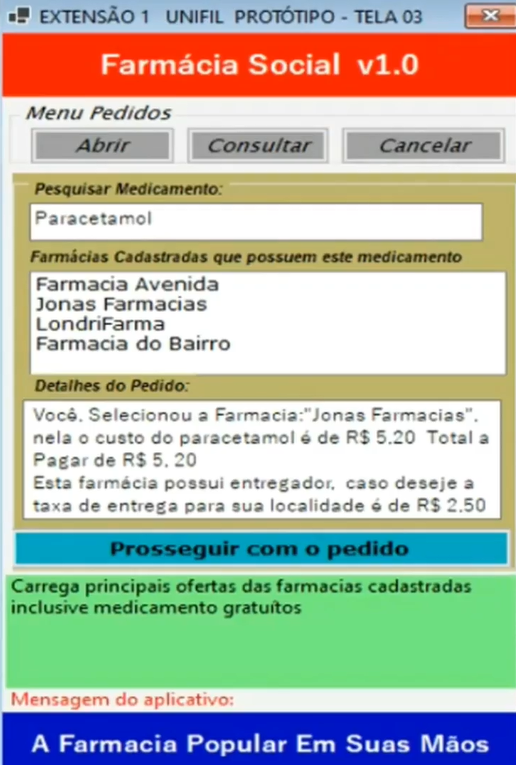 EXTENSÃO 1 UNIFIL PROTÓTIPO - TELA 03
Farmácia Social v1.0
Menu Pedidos
Abrir Consultar Cancelar
Pesquisar Medicamento:
Paracetamol
Farmácias Cadastradas que possuem este medicamento
Farmacia Avenida
Jonas Farmacias
LondriFarma
Farmacia do Bairro
Detalhes do Pedido:
Você, Selecionou a Farmacia:"Jonas Farmacias",
nela o custo do paracetamol é de R$ 5,20 Total a
Pagar de R$ 5, 20
Esta farmácia possui entregador, caso deseje a
taxa de entrega para sua localidade é de R$ 2,50
Prosseguir com o pedido
Carrega principais ofertas das farmacias cadastradas
inclusive medicamento gratuítos
Mensagem do aplicativo:
A Farmacia Popular Em Suas Mãos